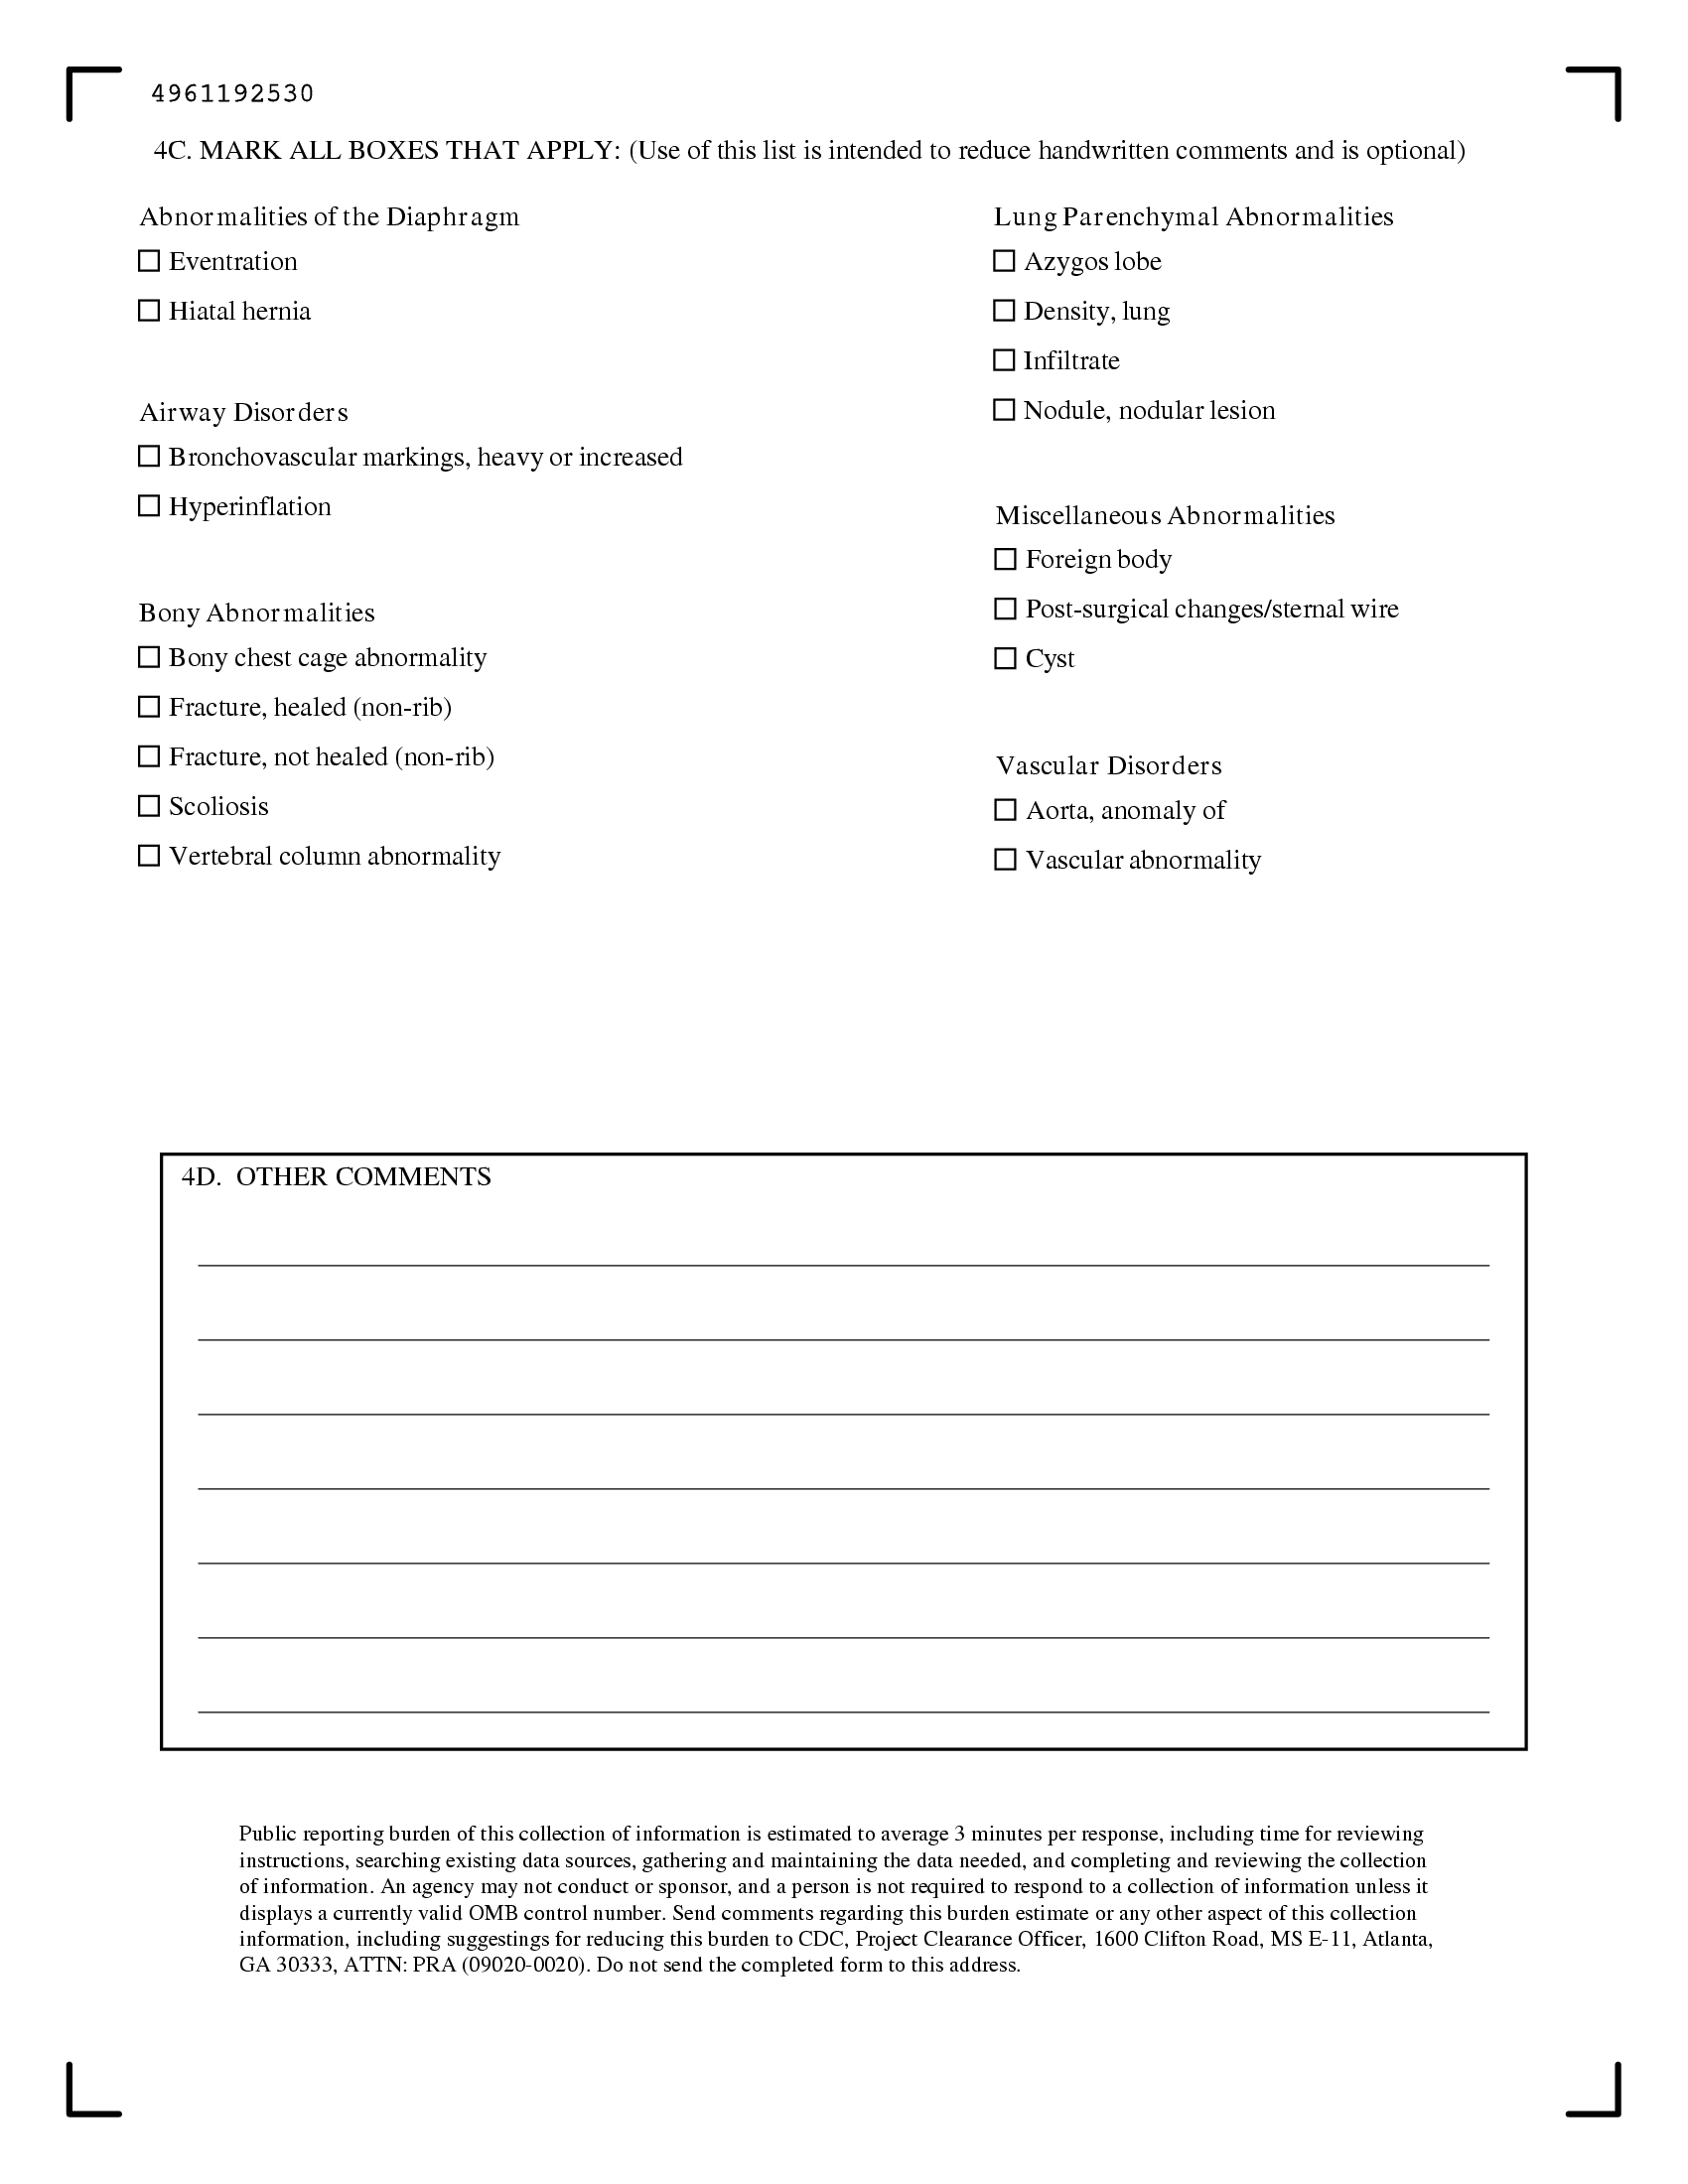 4961192530
4C. MARK ALL BOXES THAT APPLY: (Use of this list is intended to reduce handwritten comments and is optional)
Abnormalities of the Diaphragm
Eventration
Hiatal hernia
Airway Disorders
Bronchovascular markings, heavy or increased
Hyperinflation
Bony Abnormalities
Bony chest cage abnormality
Fracture, healed (non-rib)
Fracture, not healed (non-rib)
Scoliosis
Vertebral column abnormality
Lung Parenchymal Abnormalities
Azygos lobe
Density, lung
Infiltrate
Nodule, nodular lesion
Miscellaneous Abnormalities
Foreign body
Post-surgical changes/sternal wire
Cyst
Vascular Disorders
Aorta, anomaly of
Vascular abnormality
4D. OTHER COMMENTS
Public reporting burden of this collection of information is estimated to average 3 minutes per response, including time for reviewing
instructions, searching existing data sources, gathering and maintaining the data needed, and completing and reviewing the collection
of information. An agency may not conduct or sponsor, and a person is not required to respond to a collection of information unless it
displays a currently valid OMB control number. Send comments regarding this burden estimate or any other aspect of this collection
information, including suggestings for reducing this burden to CDC, Project Clearance Officer, 1600 Clifton Road, MS E-11, Atlanta,
GA 30333, ATTN: PRA (09020-0020). Do not send the completed form to this address.